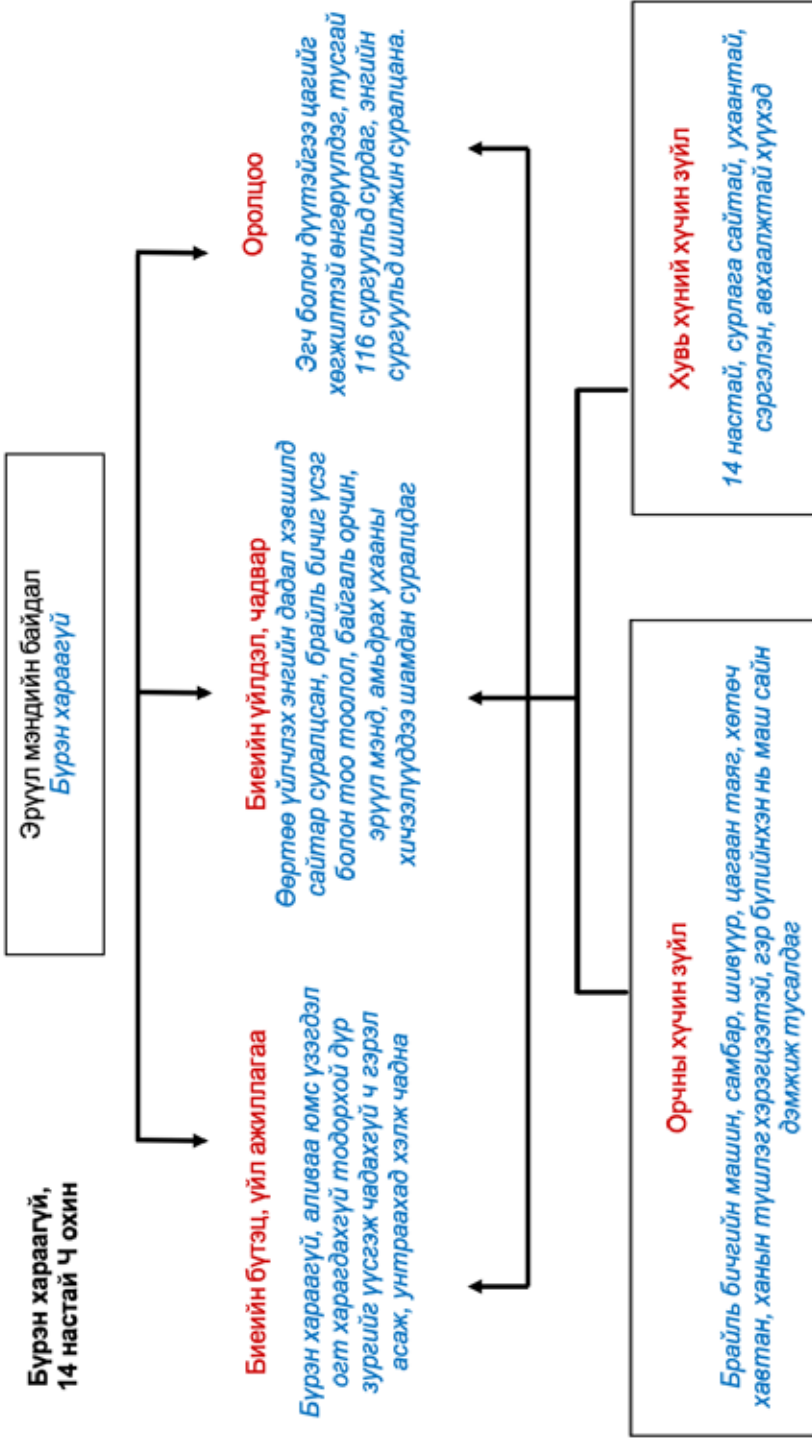 Бүрэн хараагүй,
14 настай Ч охин
Эрүүл мэндийн байдал
Бүрэн хараагүй
Биеийн бүтэц, үйл ажиллагаа
Бүрэн хараагүй, аливаа юмс үзэгдэл
огт харагдахгүй тодорхой дүр
зургийг үүсгэж чадахгүй ч гэрэл
асаж, унтраахад хэлж чадна
Биеийн үйлдэл, чадвар
Өөртөө үйлчлэх энгийн дадал хэвшилд
сайтар суралцсан, брайль бичиг үсэг
болон тоо тоолол, байгаль орчин,
эрүүл мэнд, амьдрах ухааны
хичээлүүддээ шамдан суралцдаг
Оролцоо
Эгч болон дүүтэйгээ цагийг
хөгжилтэй өнгөрүүлдэг, тусгай
116 сургуульд сурдаг, энгийн
сургуульд шилжин суралцана.
Орчны хүчин зүйл
Брайль бичгийн машин, самбар, шивүүр, цагаан таяг, хөтөч
хавтан, ханын түшлэг хэрэгцээтэй, гэр бүлийнхэн нь маш сайн
дэмжиж тусалдаг
Хувь хүний хүчин зүйл
14 настай, сурлага сайтай, ухаантай,
сэргэлэн, авхаалжтай хүүхэд